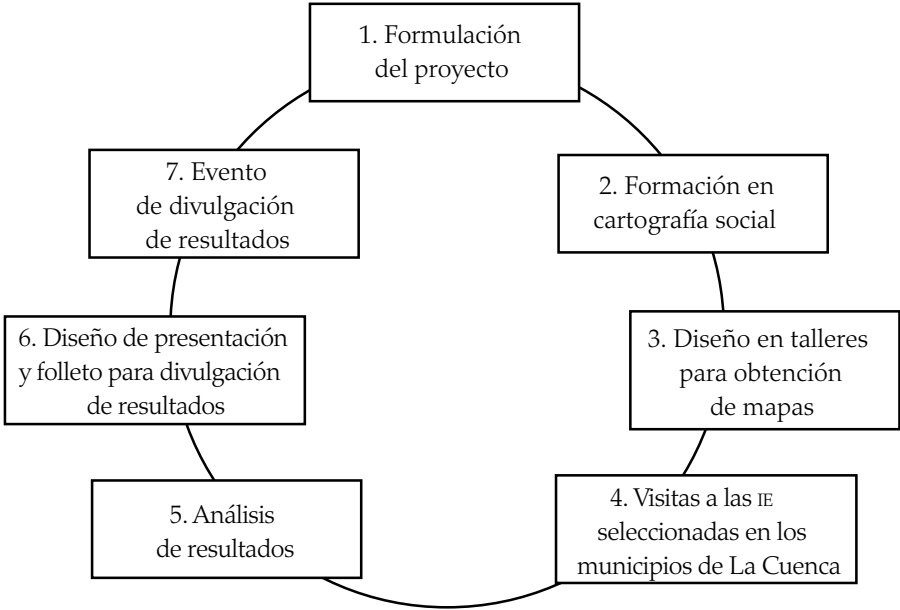 1. Formulación
del proyecto
2. Formación en
cartografía social
3. Diseño en talleres
para obtención
de mapas
4. Visitas a las IE
seleccionadas en los
municipios de La Cuenca
5. Análisis
de resultados
6. Diseño de presentación
y folleto para divulgación
de resultados
7. Evento
de divulgación
de resultados